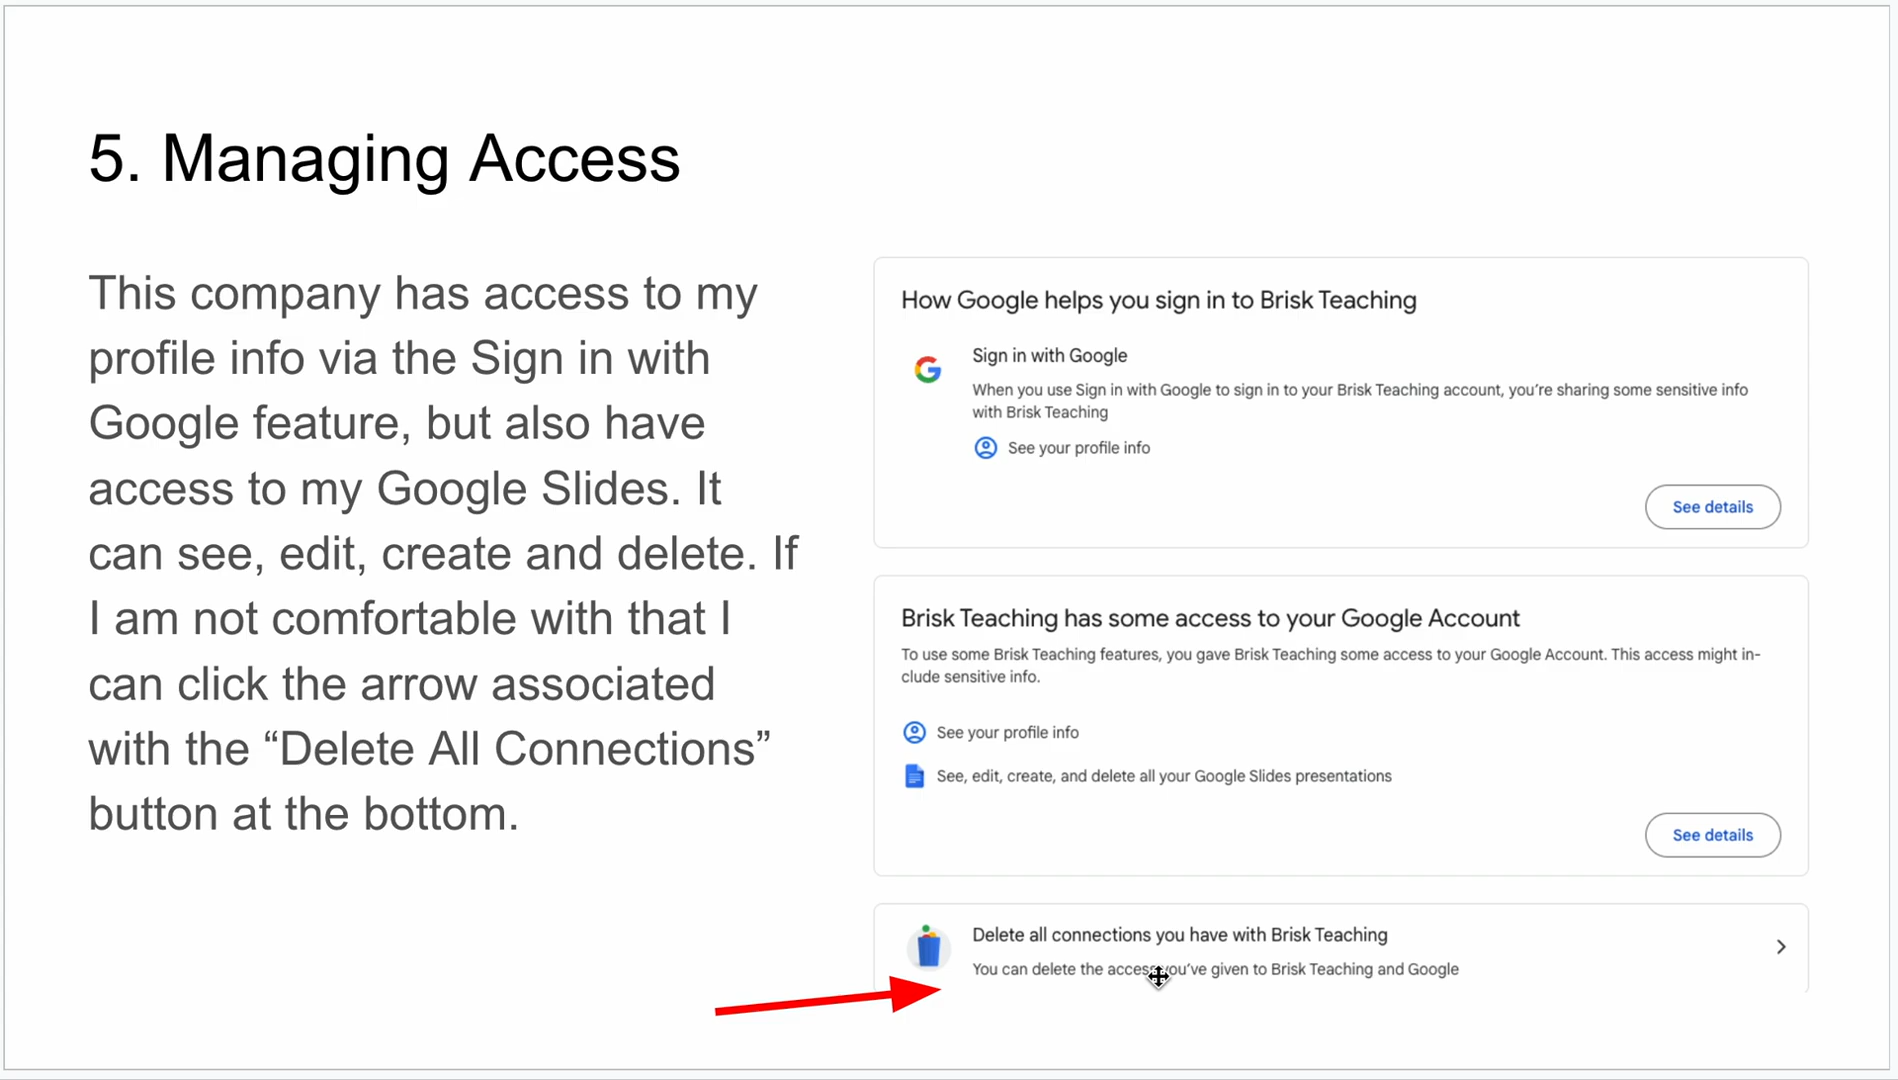 5. Managing Access
This company has access to my
profile info via the Sign in with
Google feature, but also have
access to my Google Slides. It
can see, edit, create and delete. If
I am not comfortable with that I
can click the arrow associated
with the “Delete All Connections”
button at the bottom.
How Google helps you sign in to Brisk Teaching
Sign in with Google
When you use Sign in with Google to sign in to your Brisk Teaching account, you’re sharing some sensitive info
with Brisk Teaching
See your profile info
See details
Brisk Teaching has some access to your Google Account
To use some Brisk Teaching features, you gave Brisk Teaching some access to your Google Account. This access might in-
clude sensitive info.
See your profile info
See, edit, create, and delete all your Google Slides presentations
See details
Delete all connections you have with Brisk Teaching
You can delete the access you’ve given to Brisk Teaching and Google